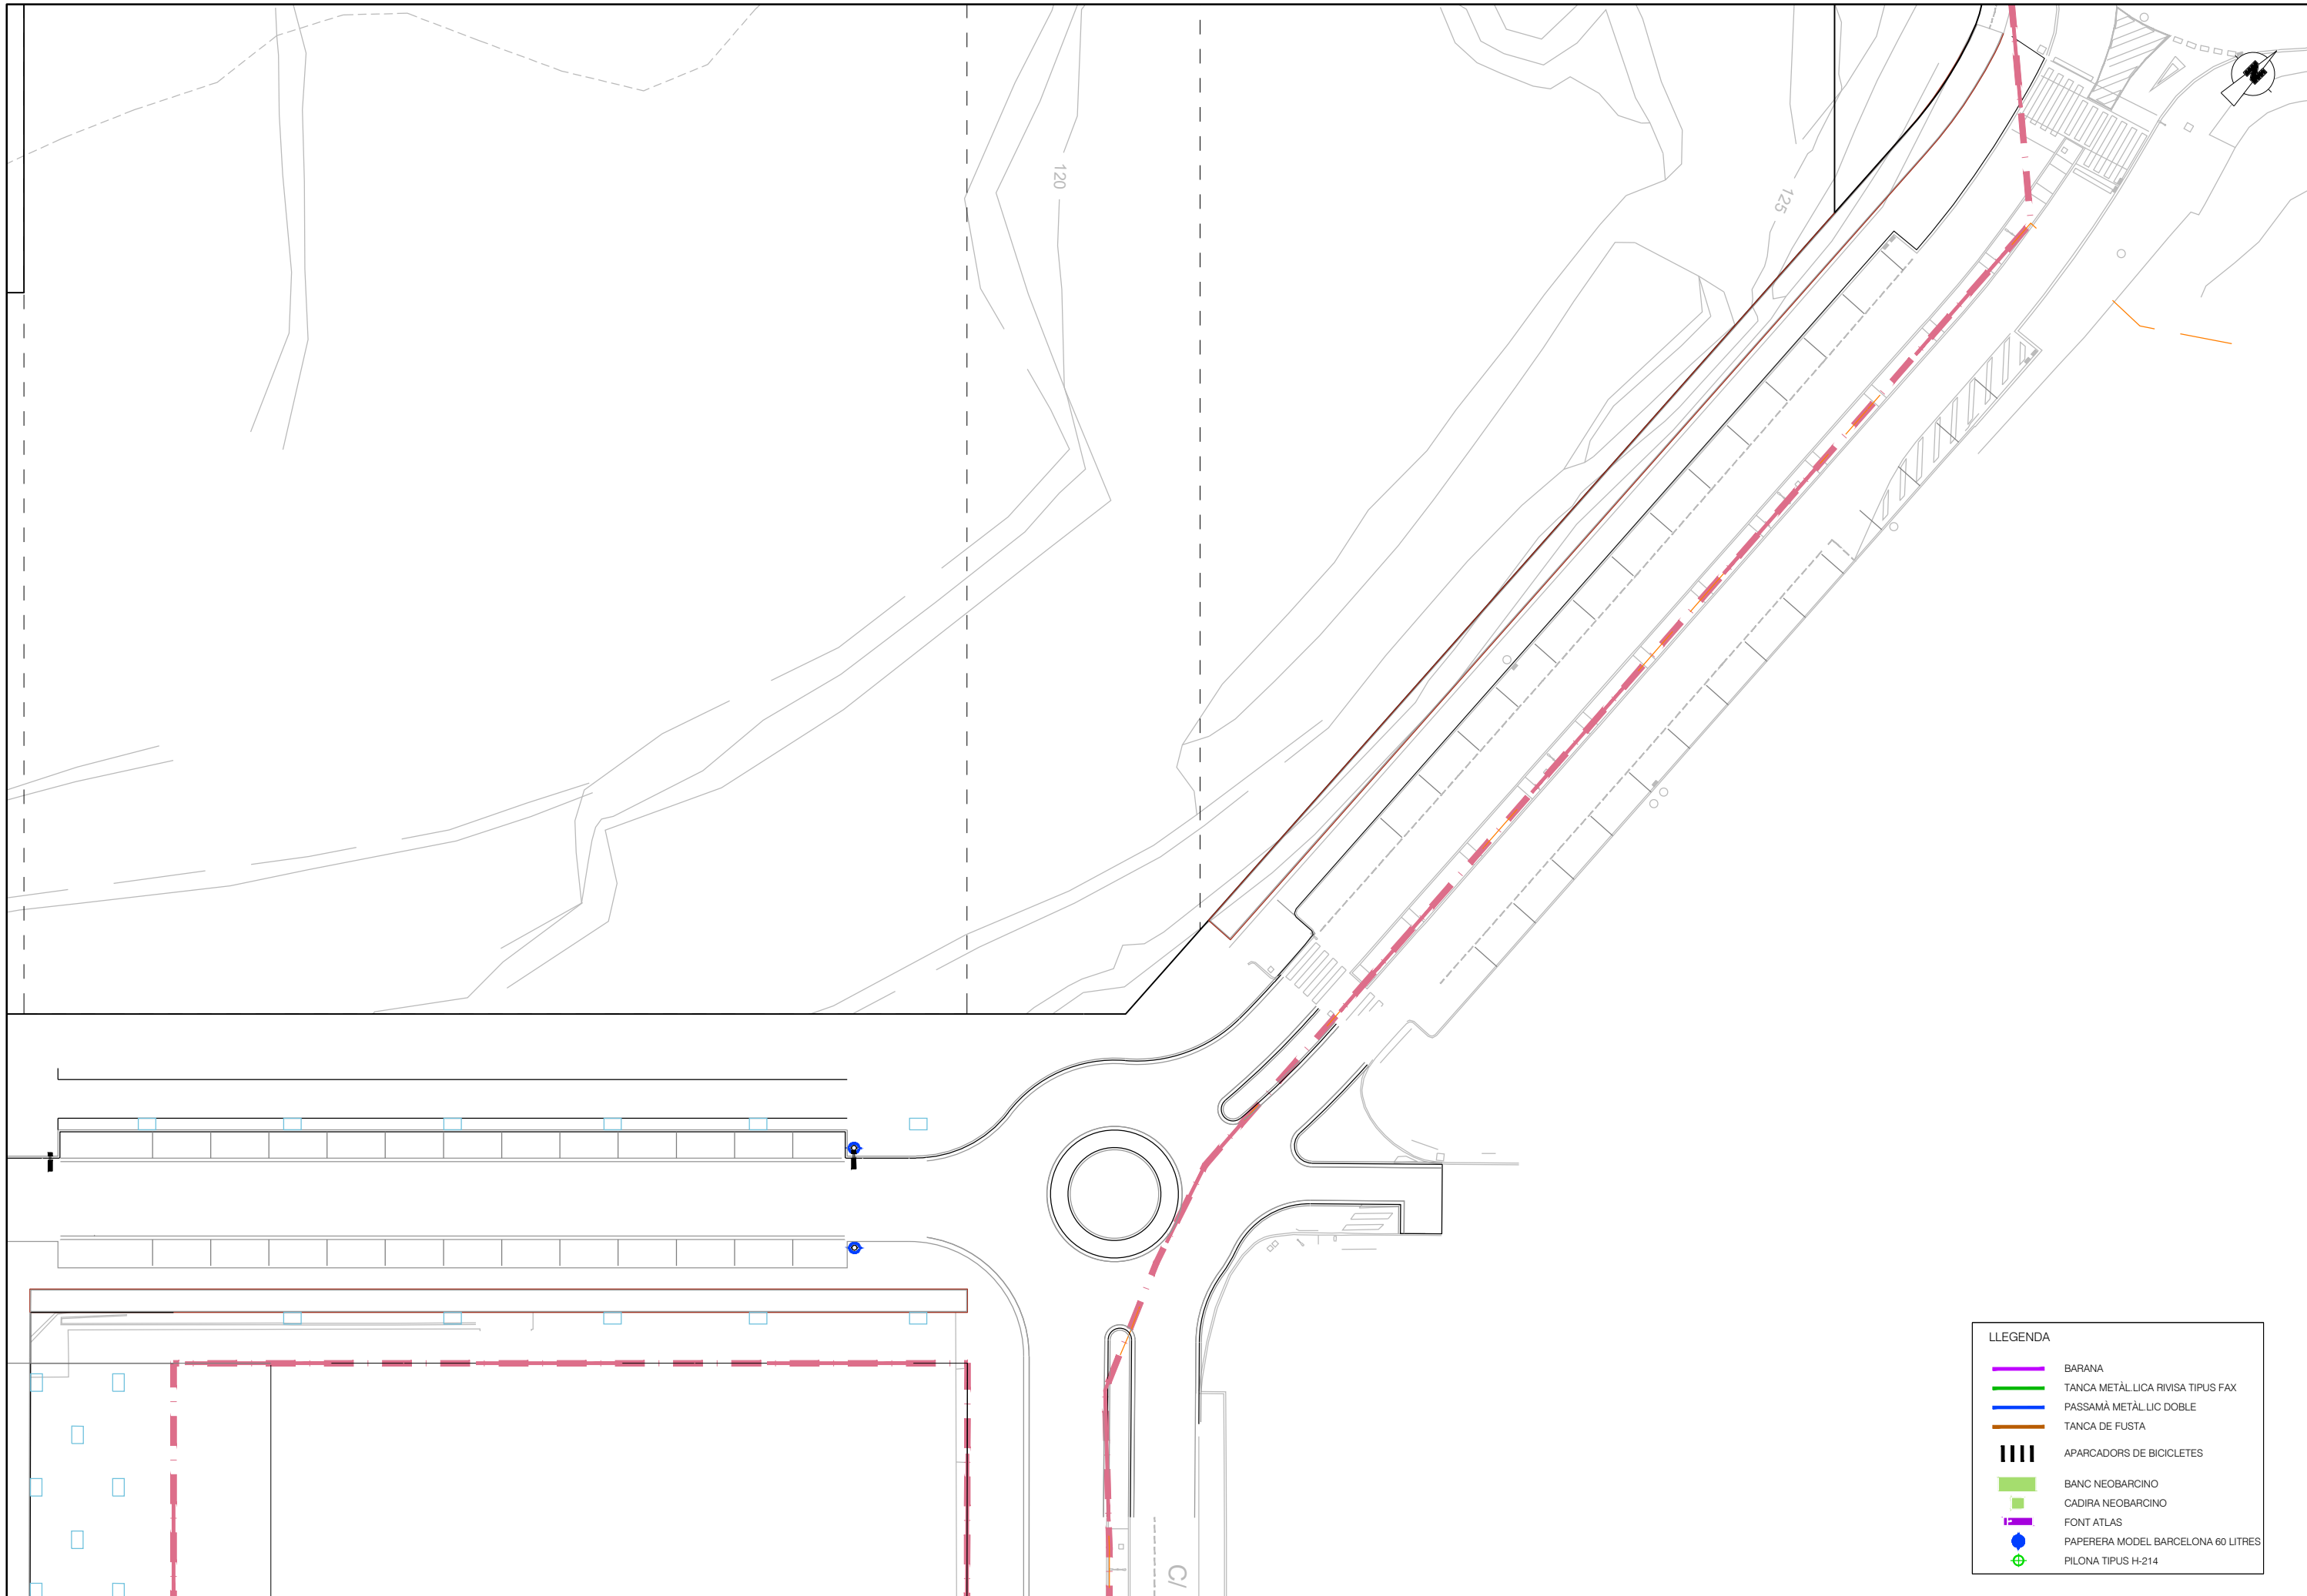 120
125
N
C/
LLEGENDA
BARANA
TANCA METÀL.LICA RIVISA TIPUS FAX
PASSAMÀ METÀL.LIC DOBLE
TANCA DE FUSTA
APARCADORS DE BICICLETES
BANC NEOBARCINO
CADIRA NEOBARCINO
FONT ATLAS
PAPERERA MODEL BARCELONA 60 LITRES
PILONA TIPUS H-214